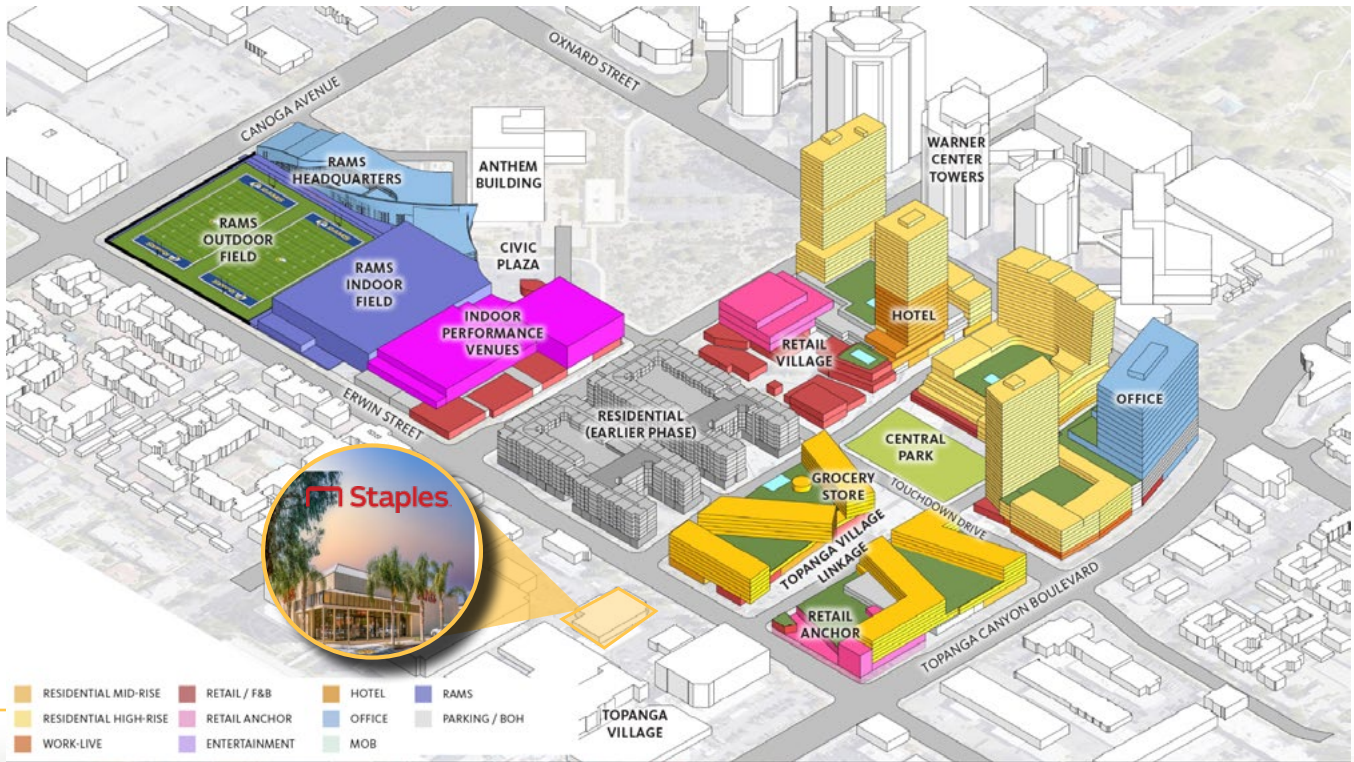 OXNARD STREET
CANOGA AVENUE
WARNER
CENTER
TOWERS
RAMS
HEADQUARTERS
ANTHEM
BUILDING
RAMS
OUTDOOR
FIELD
CIVIC
PLAZA
RAMS
INDOOR
FIELD
INDOOR
PERFORMANCE
VENUES
HOTEL
RETAIL
VILLAGE
OFFICE
ERWIN STREET
RESIDENTIAL
(EARLIER PHASE)
CENTRAL
PARK
GROCERY
STORE
TOUCHDOWN DRIVE
Staples
TOPANGA VILLAGE
LINKAGE
RETAIL
ANCHOR
TOPANGA CANYON BOULEVARD
TOPANGA
VILLAGE
RESIDENTIAL MID-RISE
RESIDENTIAL HIGH-RISE
WORK-LIVE
RETAIL / F&B
RETAIL ANCHOR
ENTERTAINMENT
HOTEL
OFFICE
MOB
RAMS
PARKING / BOH